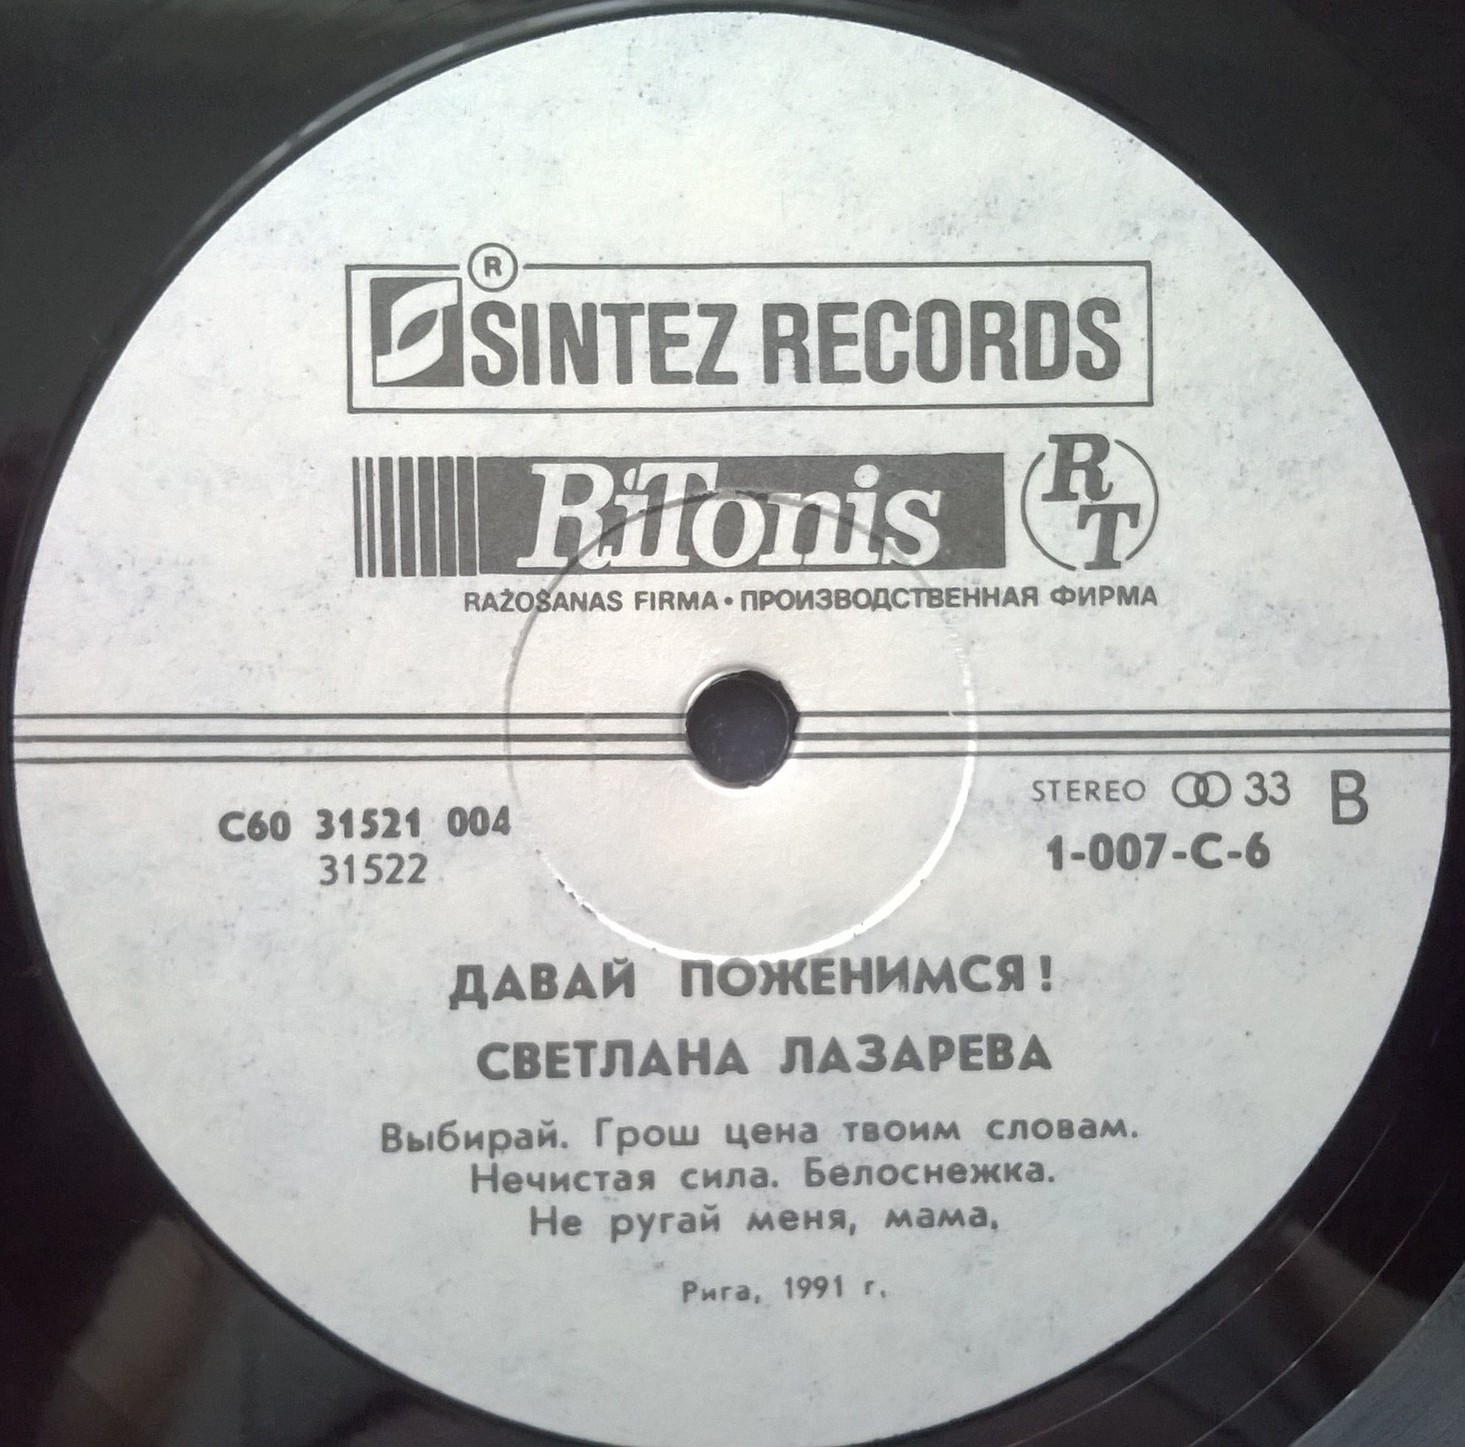 ®
SINTEZ RECORDS
RiTonis RT
RAŽOŠANAS FIRMA • ПРОИЗВОДСТВЕННАЯ ФИРМА
STEREO 33 B
С60 31521 004
31522
1-007-C-6
ДАВАЙ ПОЖЕНИМСЯ!
СВЕТЛАНА ЛАЗАРЕВА
Выбирай. Грош цена твоим словам.
Нечистая сила. Белоснежка.
Не ругай меня, мама.
Рига, 1991 г.